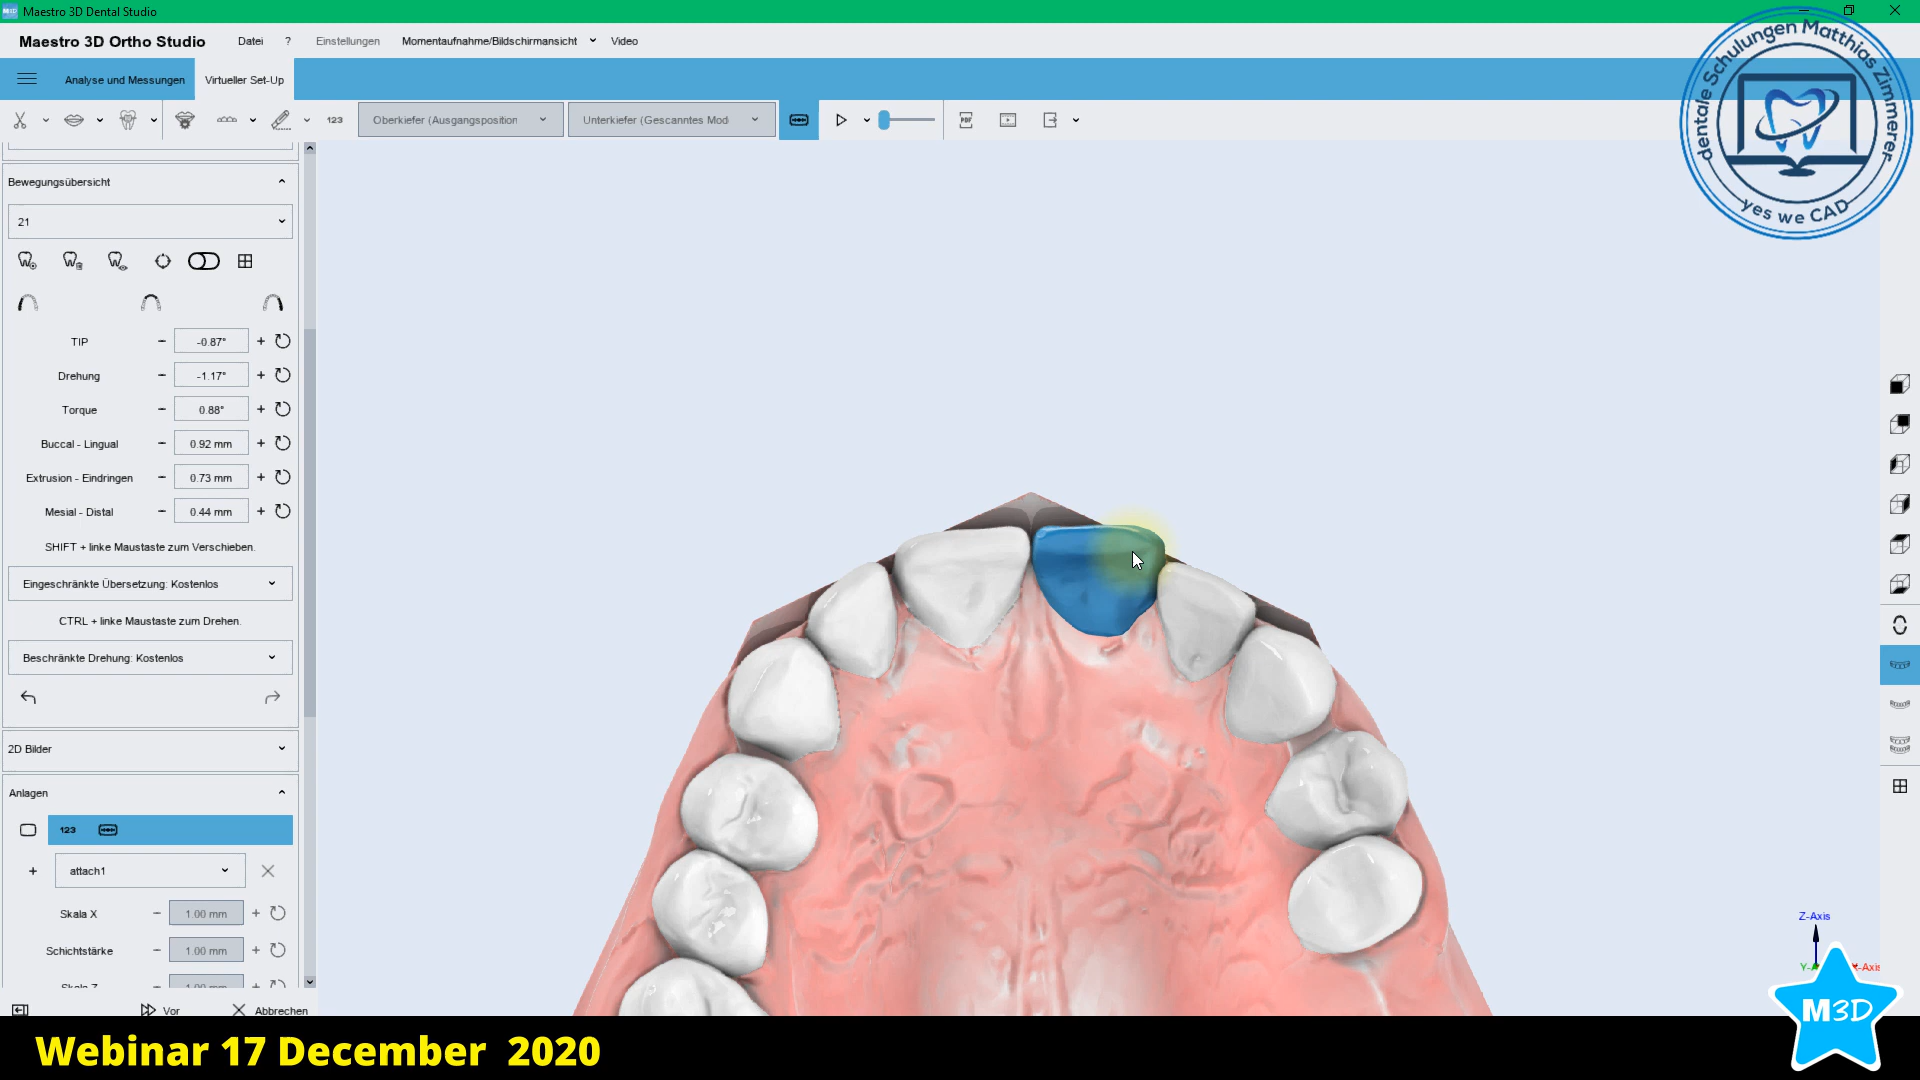 Maestro 3D Dental Studio
Maestro 3D Ortho Studio
Datei
?
Einstellungen
Momentaufnahme/Bildschirmansicht
Video
Analyse und Messungen
Virtueller Set-Up
123
Oberkiefer (Ausgangsposition
Unterkiefer (Gescanntes Mod
PDF
dentale Schulungen Matthias Zimmerer
yes we CAD
Bewegungsübersicht
21
TIP -0.87°
Drehung -1.17°
Torque 0.88°
Buccal - Lingual 0.92 mm
Extrusion - Eindringen 0.73 mm
Mesial - Distal 0.44 mm
SHIFT + linke Maustaste zum Verschieben.
Eingeschränkte Übersetzung: Kostenlos
CTRL + linke Maustaste zum Drehen.
Beschränkte Drehung: Kostenlos
2D Bilder
Anlagen
123
attach1
Skala X 1.00 mm
Schichtstärke 1.00 mm
Skala Z 1.00 mm
Vor
Abbrechen
Z-Axis
M3D
Webinar 17 December 2020